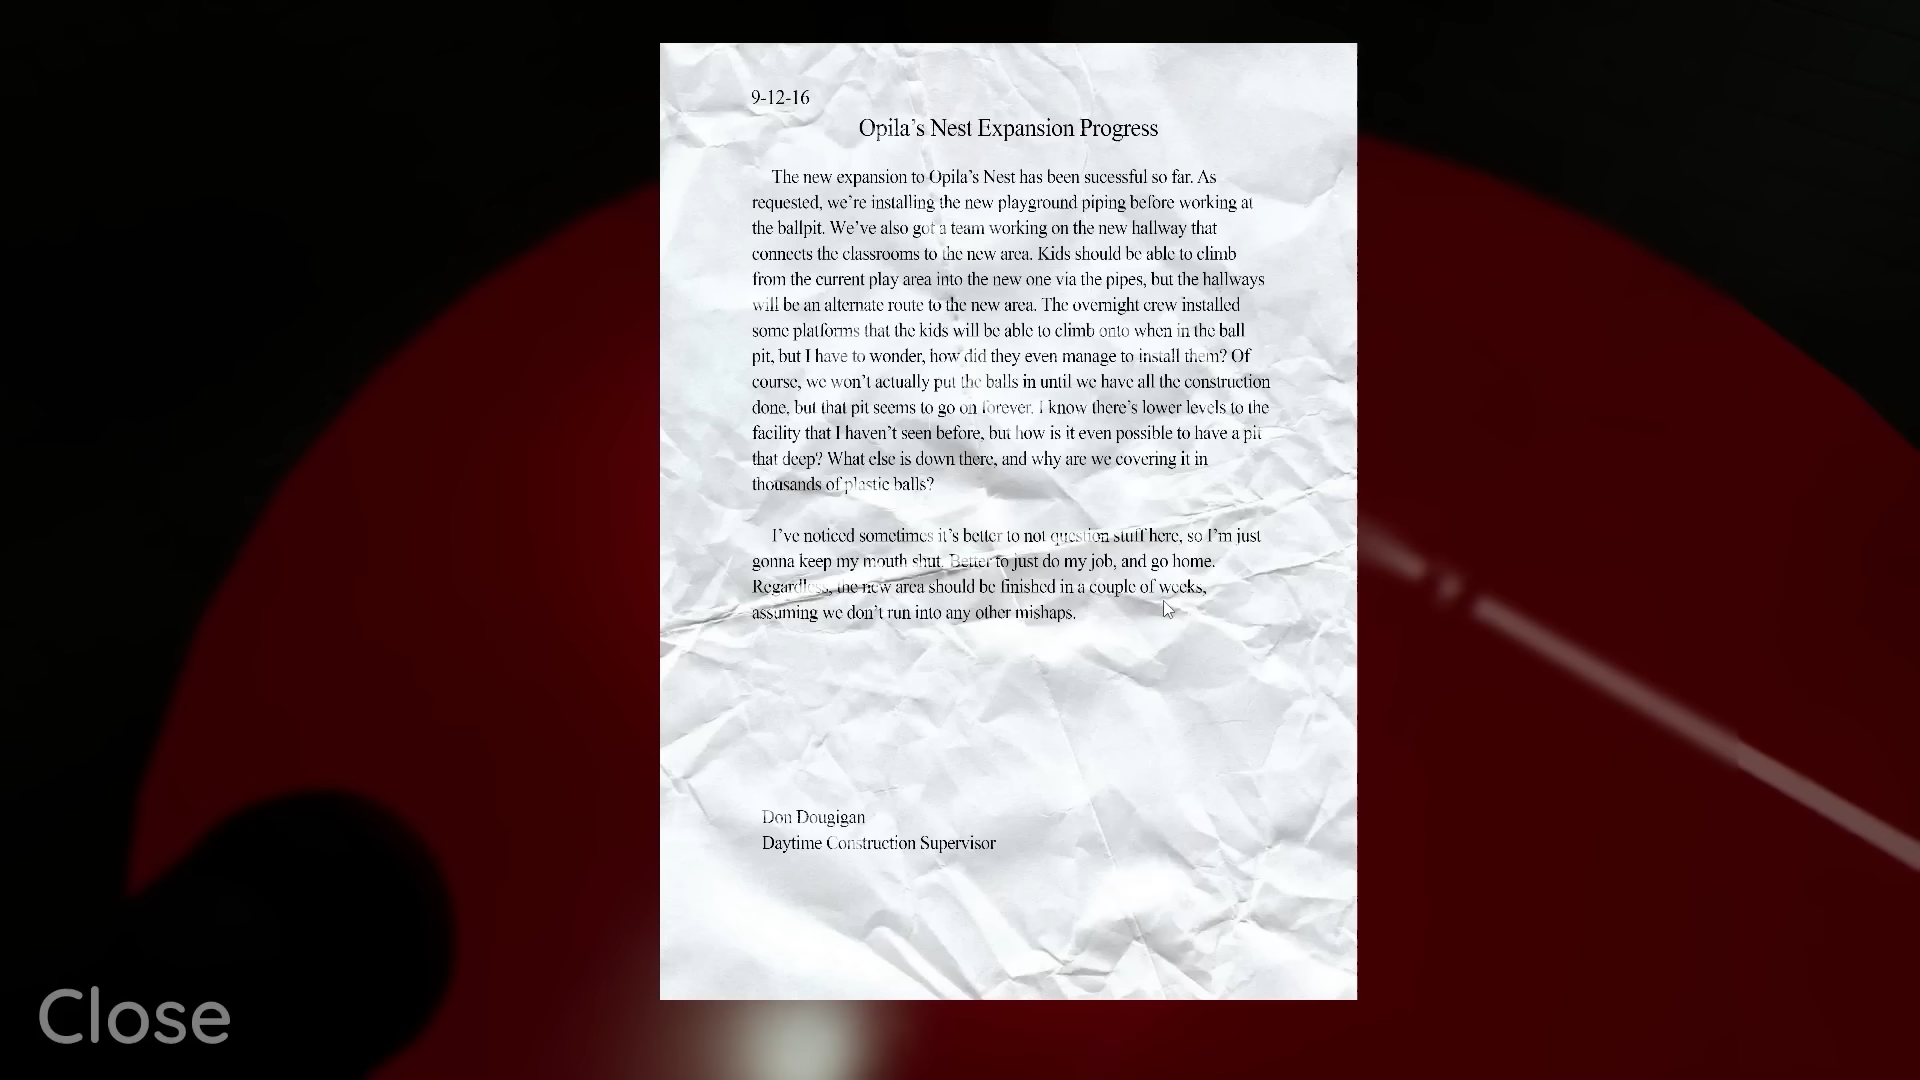 9-12-16
Opila's Nest Expansion Progress
The new expansion to Opila's Nest has been sucessful so far. As
requested, we're installing the new playground piping before working at
the ballpit. We've also got a team working on the new hallway that
connects the classrooms to the new area. Kids should be able to climb
from the current play area into the new one via the pipes, but the hallways
will be an alternate route to the new area. The overnight crew installed
some platforms that the kids will be able to climb onto when in the ball
pit, but I have to wonder, how did they even manage to install them? Of
course, we won't actually put the balls in until we have all the construction
done, but that pit seems to go on forever. I know there's lower levels to the
facility that I haven't seen before, but how is it even possible to have a pit
that deep? What else is down there, and why are we covering it in
thousands of plastic balls?
I've noticed sometimes it's better to not question stuff here, so I'm just
gonna keep my mouth shut. Better to just do my job, and go home.
Regardless, the new area should be finished in a couple of weeks,
assuming we don't run into any other mishaps.
Don Dougigan
Daytime Construction Supervisor
Close